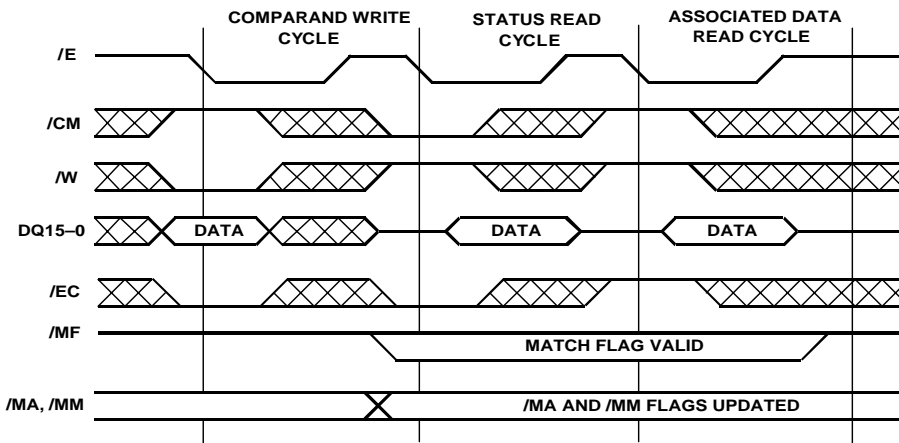 COMPARAND WRITE
CYCLE
STATUS READ
CYCLE
ASSOCIATED DATA
READ CYCLE
/E
/CM
/W
DQ15–0
DATA
DATA
DATA
/EC
/MF
MATCH FLAG VALID
/MA, /MM
/MA AND /MM FLAGS UPDATED